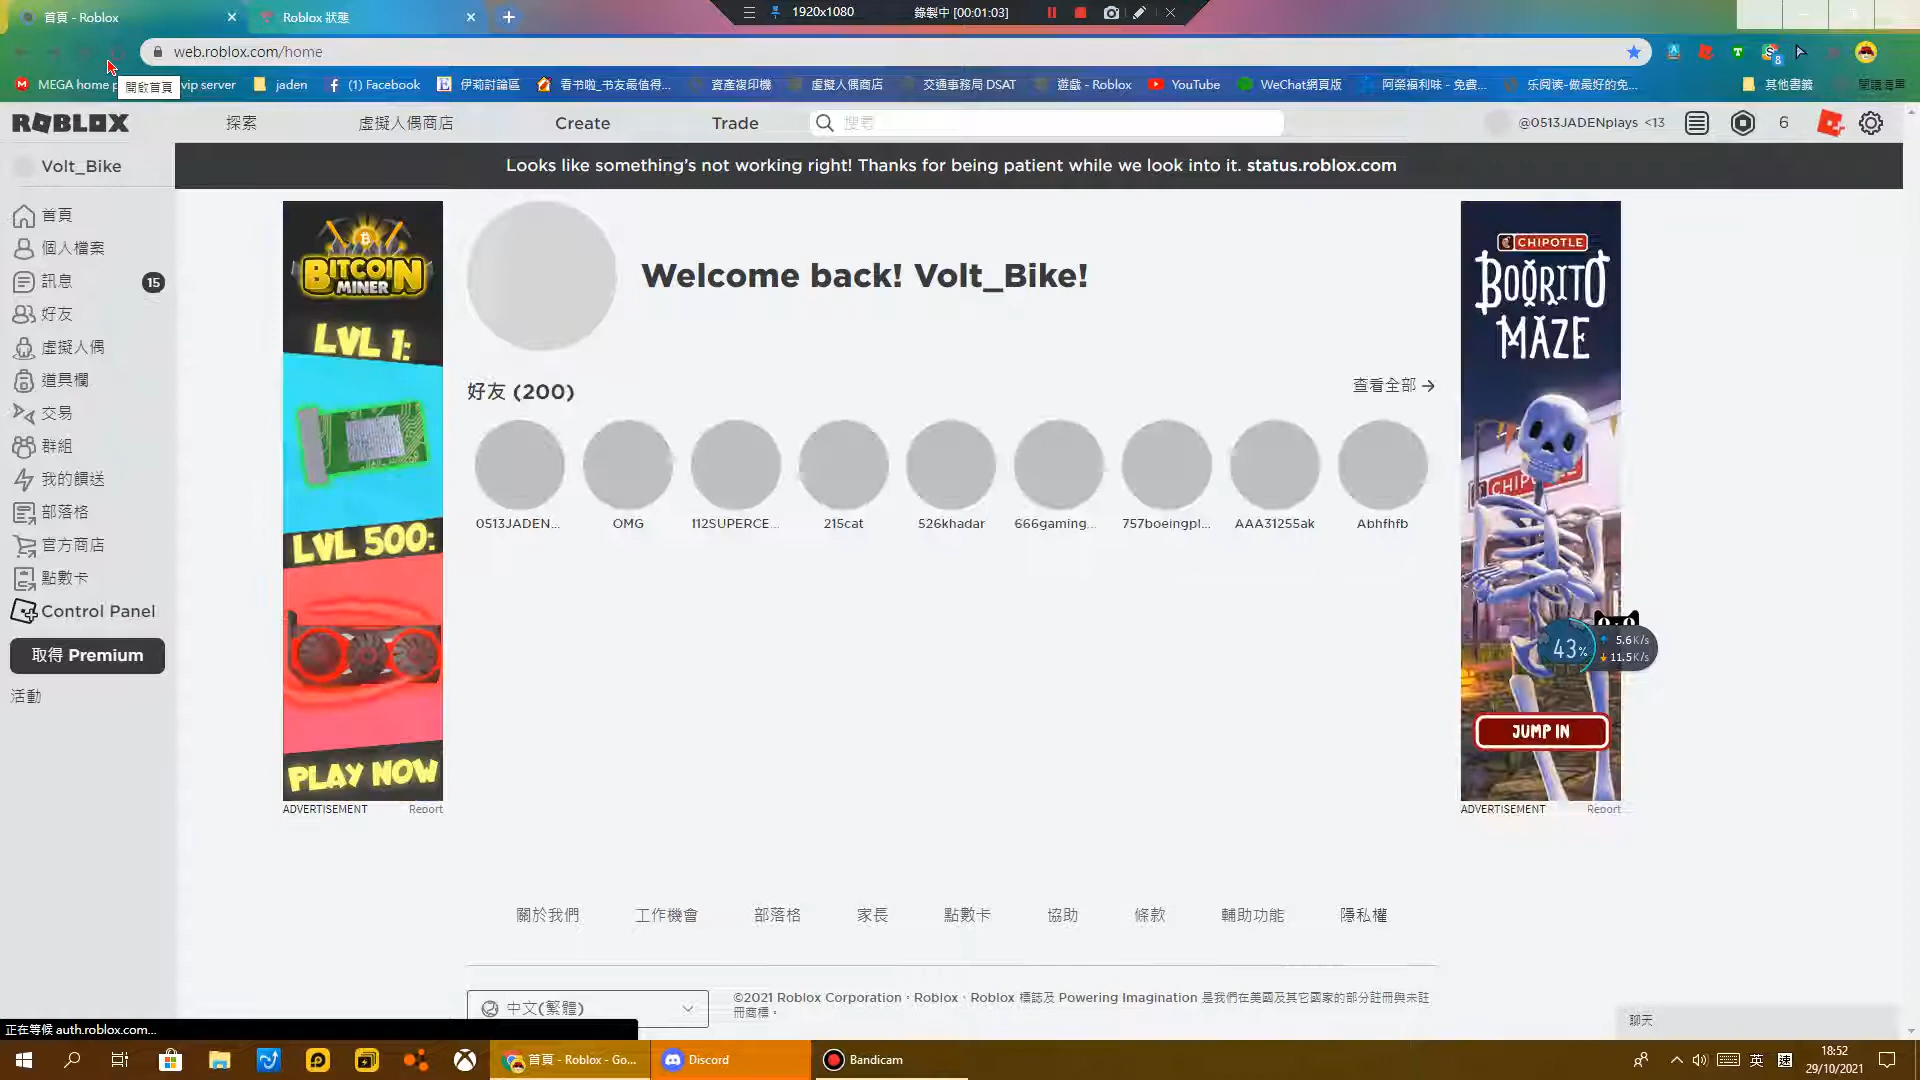 首頁 - Roblox
Roblox 狀態
1920x1080
錄製中 [00:01:03]
web.roblox.com/home
MEGA home p
開啟首頁
vip server
jaden
(1) Facebook
伊莉討論區
看书啦_书友最值得...
資產複印機
虛擬人偶商店
交通事務局 DSAT
遊戲 - Roblox
YouTube
WeChat網頁版
阿榮福利味 - 免費...
乐阅读-做最好的免...
其他書籤
閱讀清單
ROBLOX
探索
虛擬人偶商店
Create
Trade
搜尋
@0513JADENplays <13
6
Volt_Bike
Looks like something's not working right! Thanks for being patient while we look into it. status.roblox.com
首頁
個人檔案
訊息
15
好友
虛擬人偶
道具欄
交易
群組
我的饋送
部落格
官方商店
點數卡
Control Panel
取得 Premium
活動
BITCOIN
MINER
LVL 1:
LVL 500:
PLAY NOW
ADVERTISEMENT
Report
Welcome back! Volt_Bike!
好友 (200)
查看全部
0513JADEN...
OMG
112SUPERCE...
215cat
526khadar
666gaming...
757boeingpl...
AAA31255ak
Abhfhfb
CHIPOTLE
BOORITO
MAZE
43%
5.6K/s
11.5K/s
JUMP IN
ADVERTISEMENT
Report
關於我們
工作機會
部落格
家長
點數卡
協助
條款
輔助功能
隱私權
中文(繁體)
©2021 Roblox Corporation。Roblox、Roblox 標誌及 Powering Imagination 是我們在美國及其它國家的部分註冊與未註
冊商標。
聊天
正在等候 auth.roblox.com...
首頁 - Roblox - Go...
Discord
Bandicam
英
速
18:52
29/10/2021